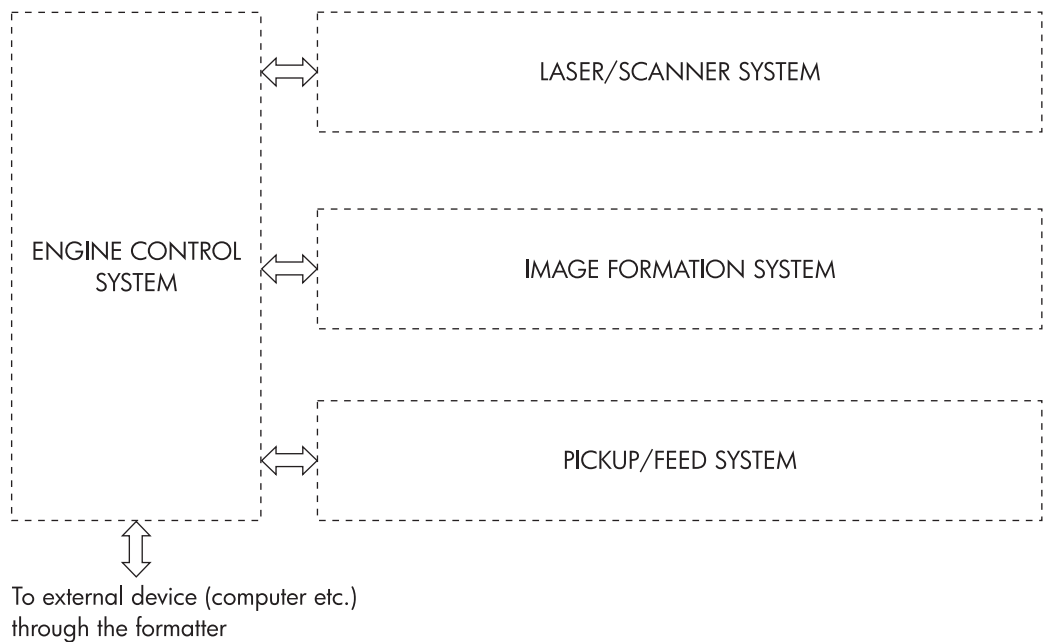 LASER/SCANNER SYSTEM
ENGINE CONTROL
SYSTEM
IMAGE FORMATION SYSTEM
PICKUP/FEED SYSTEM
To external device (computer etc.)
through the formatter